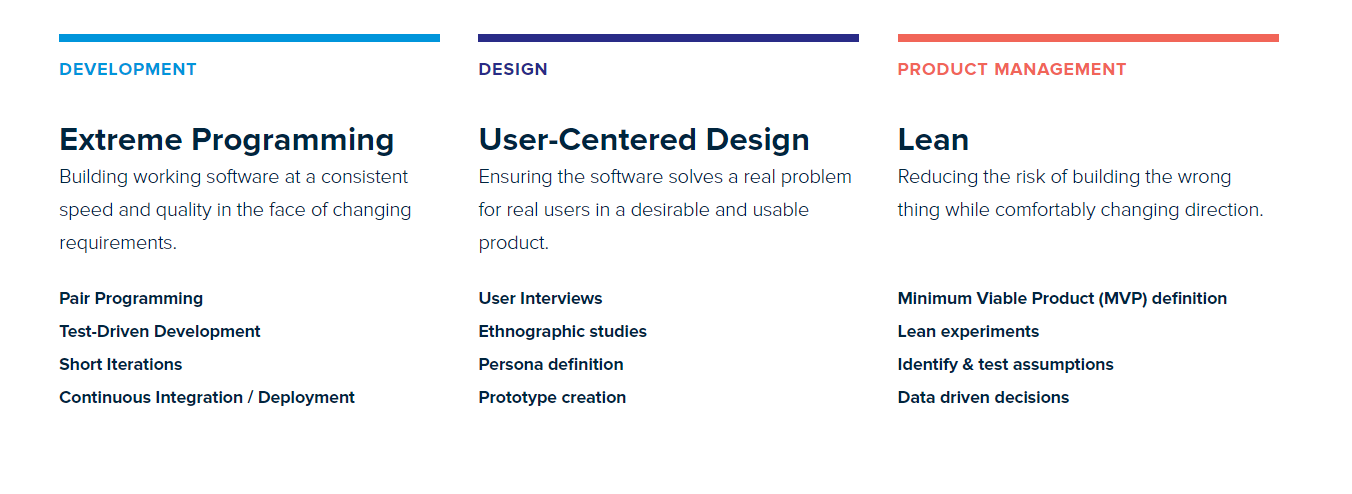 DEVELOPMENT
Extreme Programming
Building working software at a consistent
speed and quality in the face of changing
requirements.
Pair Programming
Test-Driven Development
Short Iterations
Continuous Integration / Deployment
DESIGN
User-Centered Design
Ensuring the software solves a real problem
for real users in a desirable and usable
product.
User Interviews
Ethnographic studies
Persona definition
Prototype creation
PRODUCT MANAGEMENT
Lean
Reducing the risk of building the wrong
thing while comfortably changing direction.
Minimum Viable Product (MVP) definition
Lean experiments
Identify & test assumptions
Data driven decisions